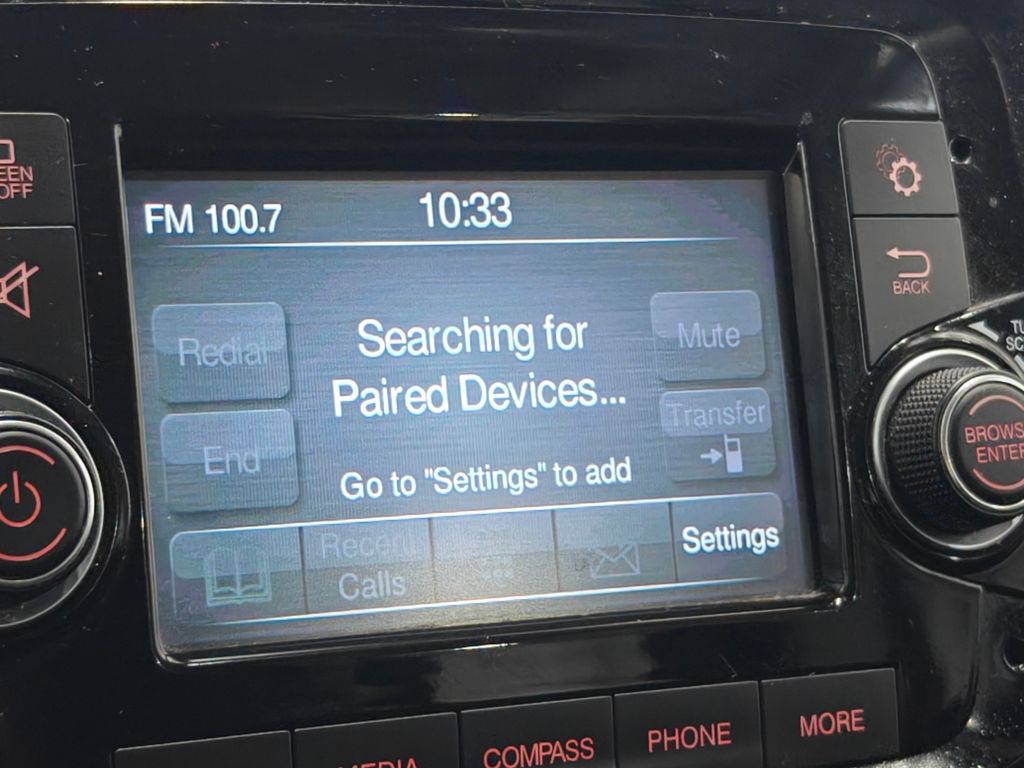 EEN
OFF
FM 100.7
10:33
BACK
Redial
Searching for
Paired Devices...
Mute
Transfer
End
Go to "Settings" to add
Recent
Calls
Settings
BROWS
ENTER
MEDIA
COMPASS
PHONE
MORE